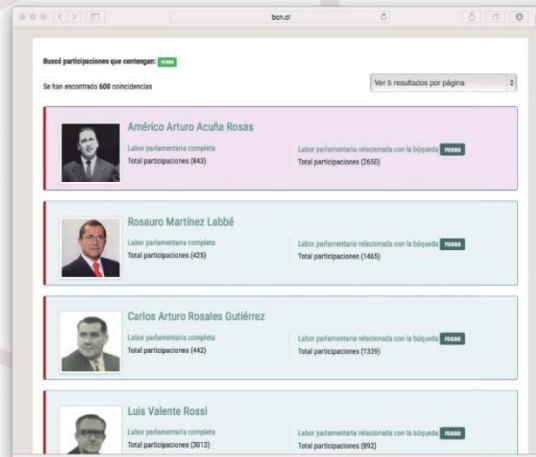 bcn.cl
Buscó participaciones que contengan: rosas
Se han encontrado 600 coincidencias
Ver 5 resultados por página
Américo Arturo Acuña Rosas
Labor parlamentaria completa
Labor parlamentaria relacionada con la búqueda rosas
Total participaciones (843)
Total participaciones (2650)
Rosauro Martínez Labbé
Labor parlamentaria completa
Labor parlamentaria relacionada con la búqueda rosas
Total participaciones (425)
Total participaciones (1465)
Carlos Arturo Rosales Gutiérrez
Labor parlamentaria completa
Labor parlamentaria relacionada con la búqueda rosas
Total participaciones (442)
Total participaciones (1339)
Luis Valente Rossi
Labor parlamentaria completa
Labor parlamentaria relacionada con la búqueda rosas
Total participaciones (3013)
Total participaciones (892)